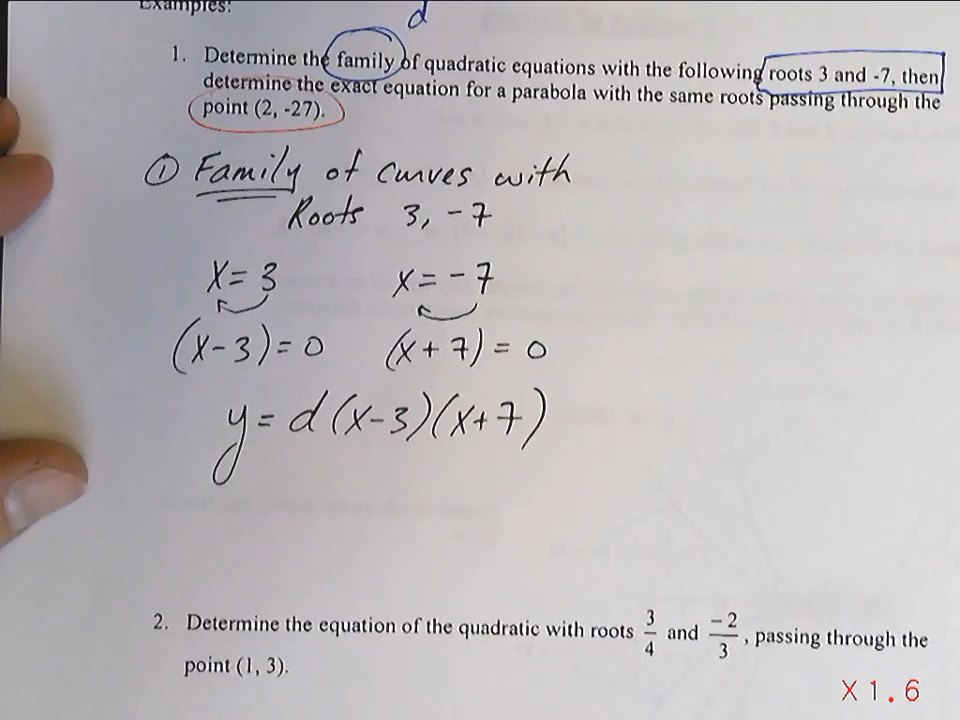 Examples:
d
1. Determine the family of quadratic equations with the following roots 3 and -7, then
determine the exact equation for a parabola with the same roots passing through the
point (2, -27).
① Family of curves with
Roots 3, -7
x = 3 x = -7
(x-3) = 0 (x+7) = 0
y = d(x-3)(x+7)
2. Determine the equation of the quadratic with roots 3/4 and -2/3, passing through the
point (1, 3).
X1.6